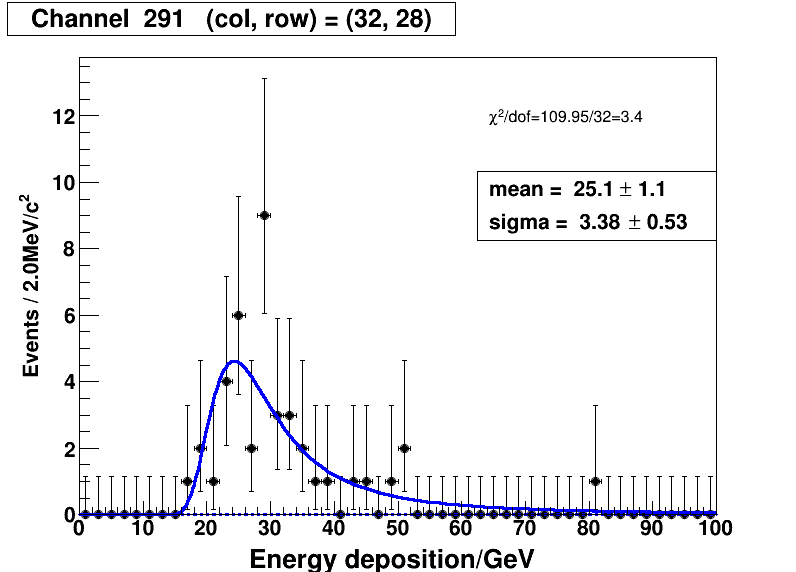 Channel 291 (col, row) = (32, 28)
χ²/dof=109.95/32=3.4
mean = 25.1 ± 1.1
sigma = 3.38 ± 0.53
Events / 2.0MeV/c²
12
10
8
6
4
2
0
0 10 20 30 40 50 60 70 80 90 100
Energy deposition/GeV